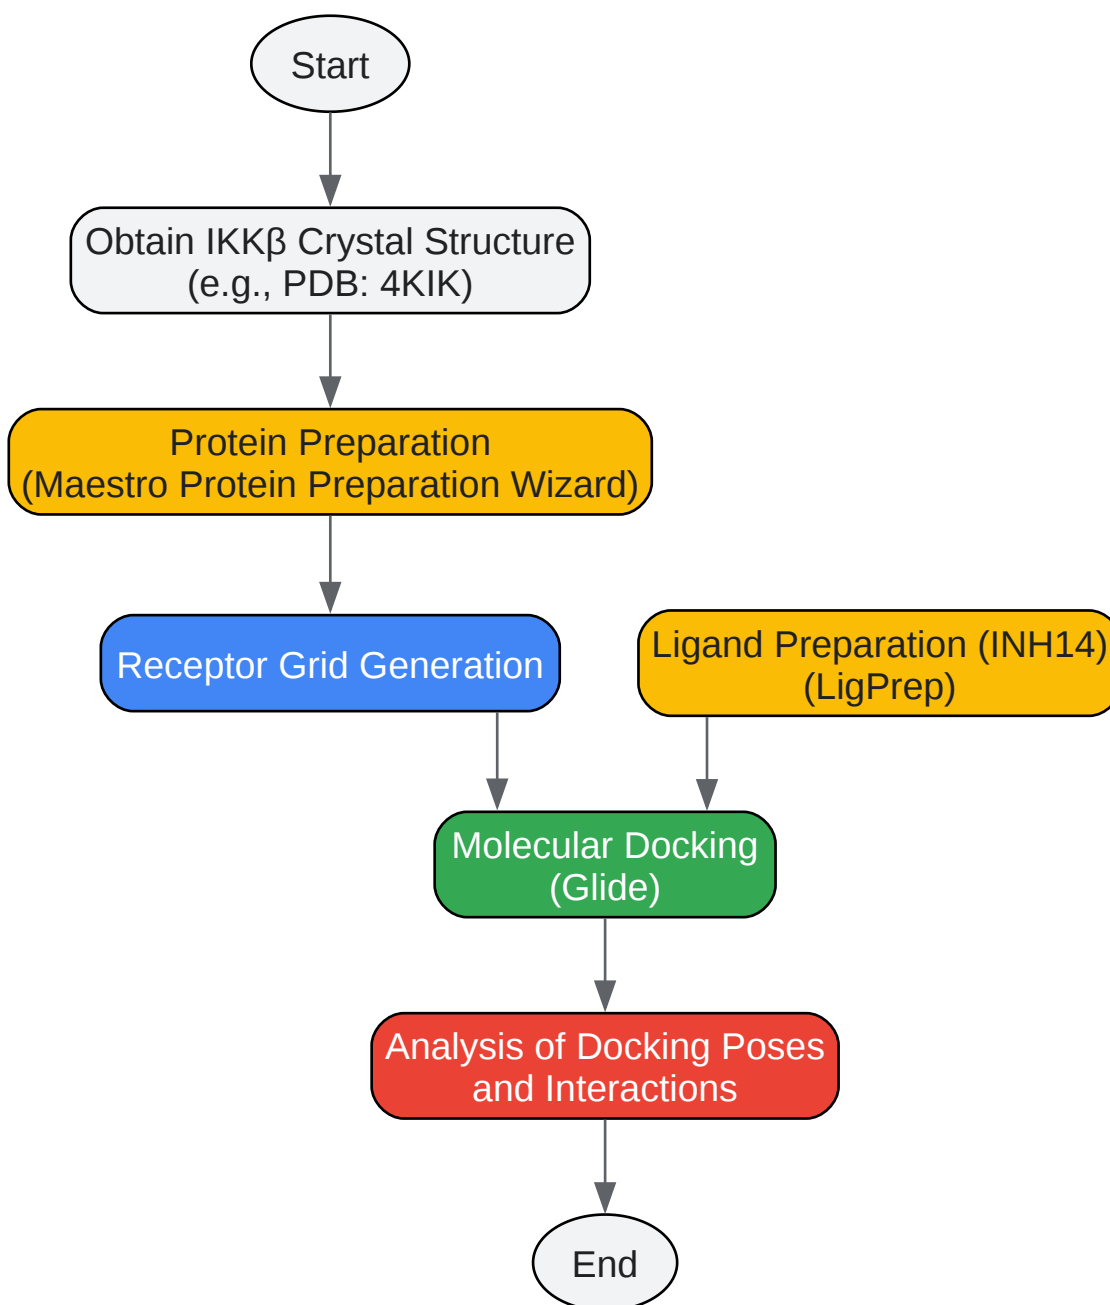 Start
Obtain IKKβ Crystal Structure
(e.g., PDB: 4KIK)
Protein Preparation
(Maestro Protein Preparation Wizard)
Receptor Grid Generation
Ligand Preparation (INH14)
(LigPrep)
Molecular Docking
(Glide)
Analysis of Docking Poses
and Interactions
End